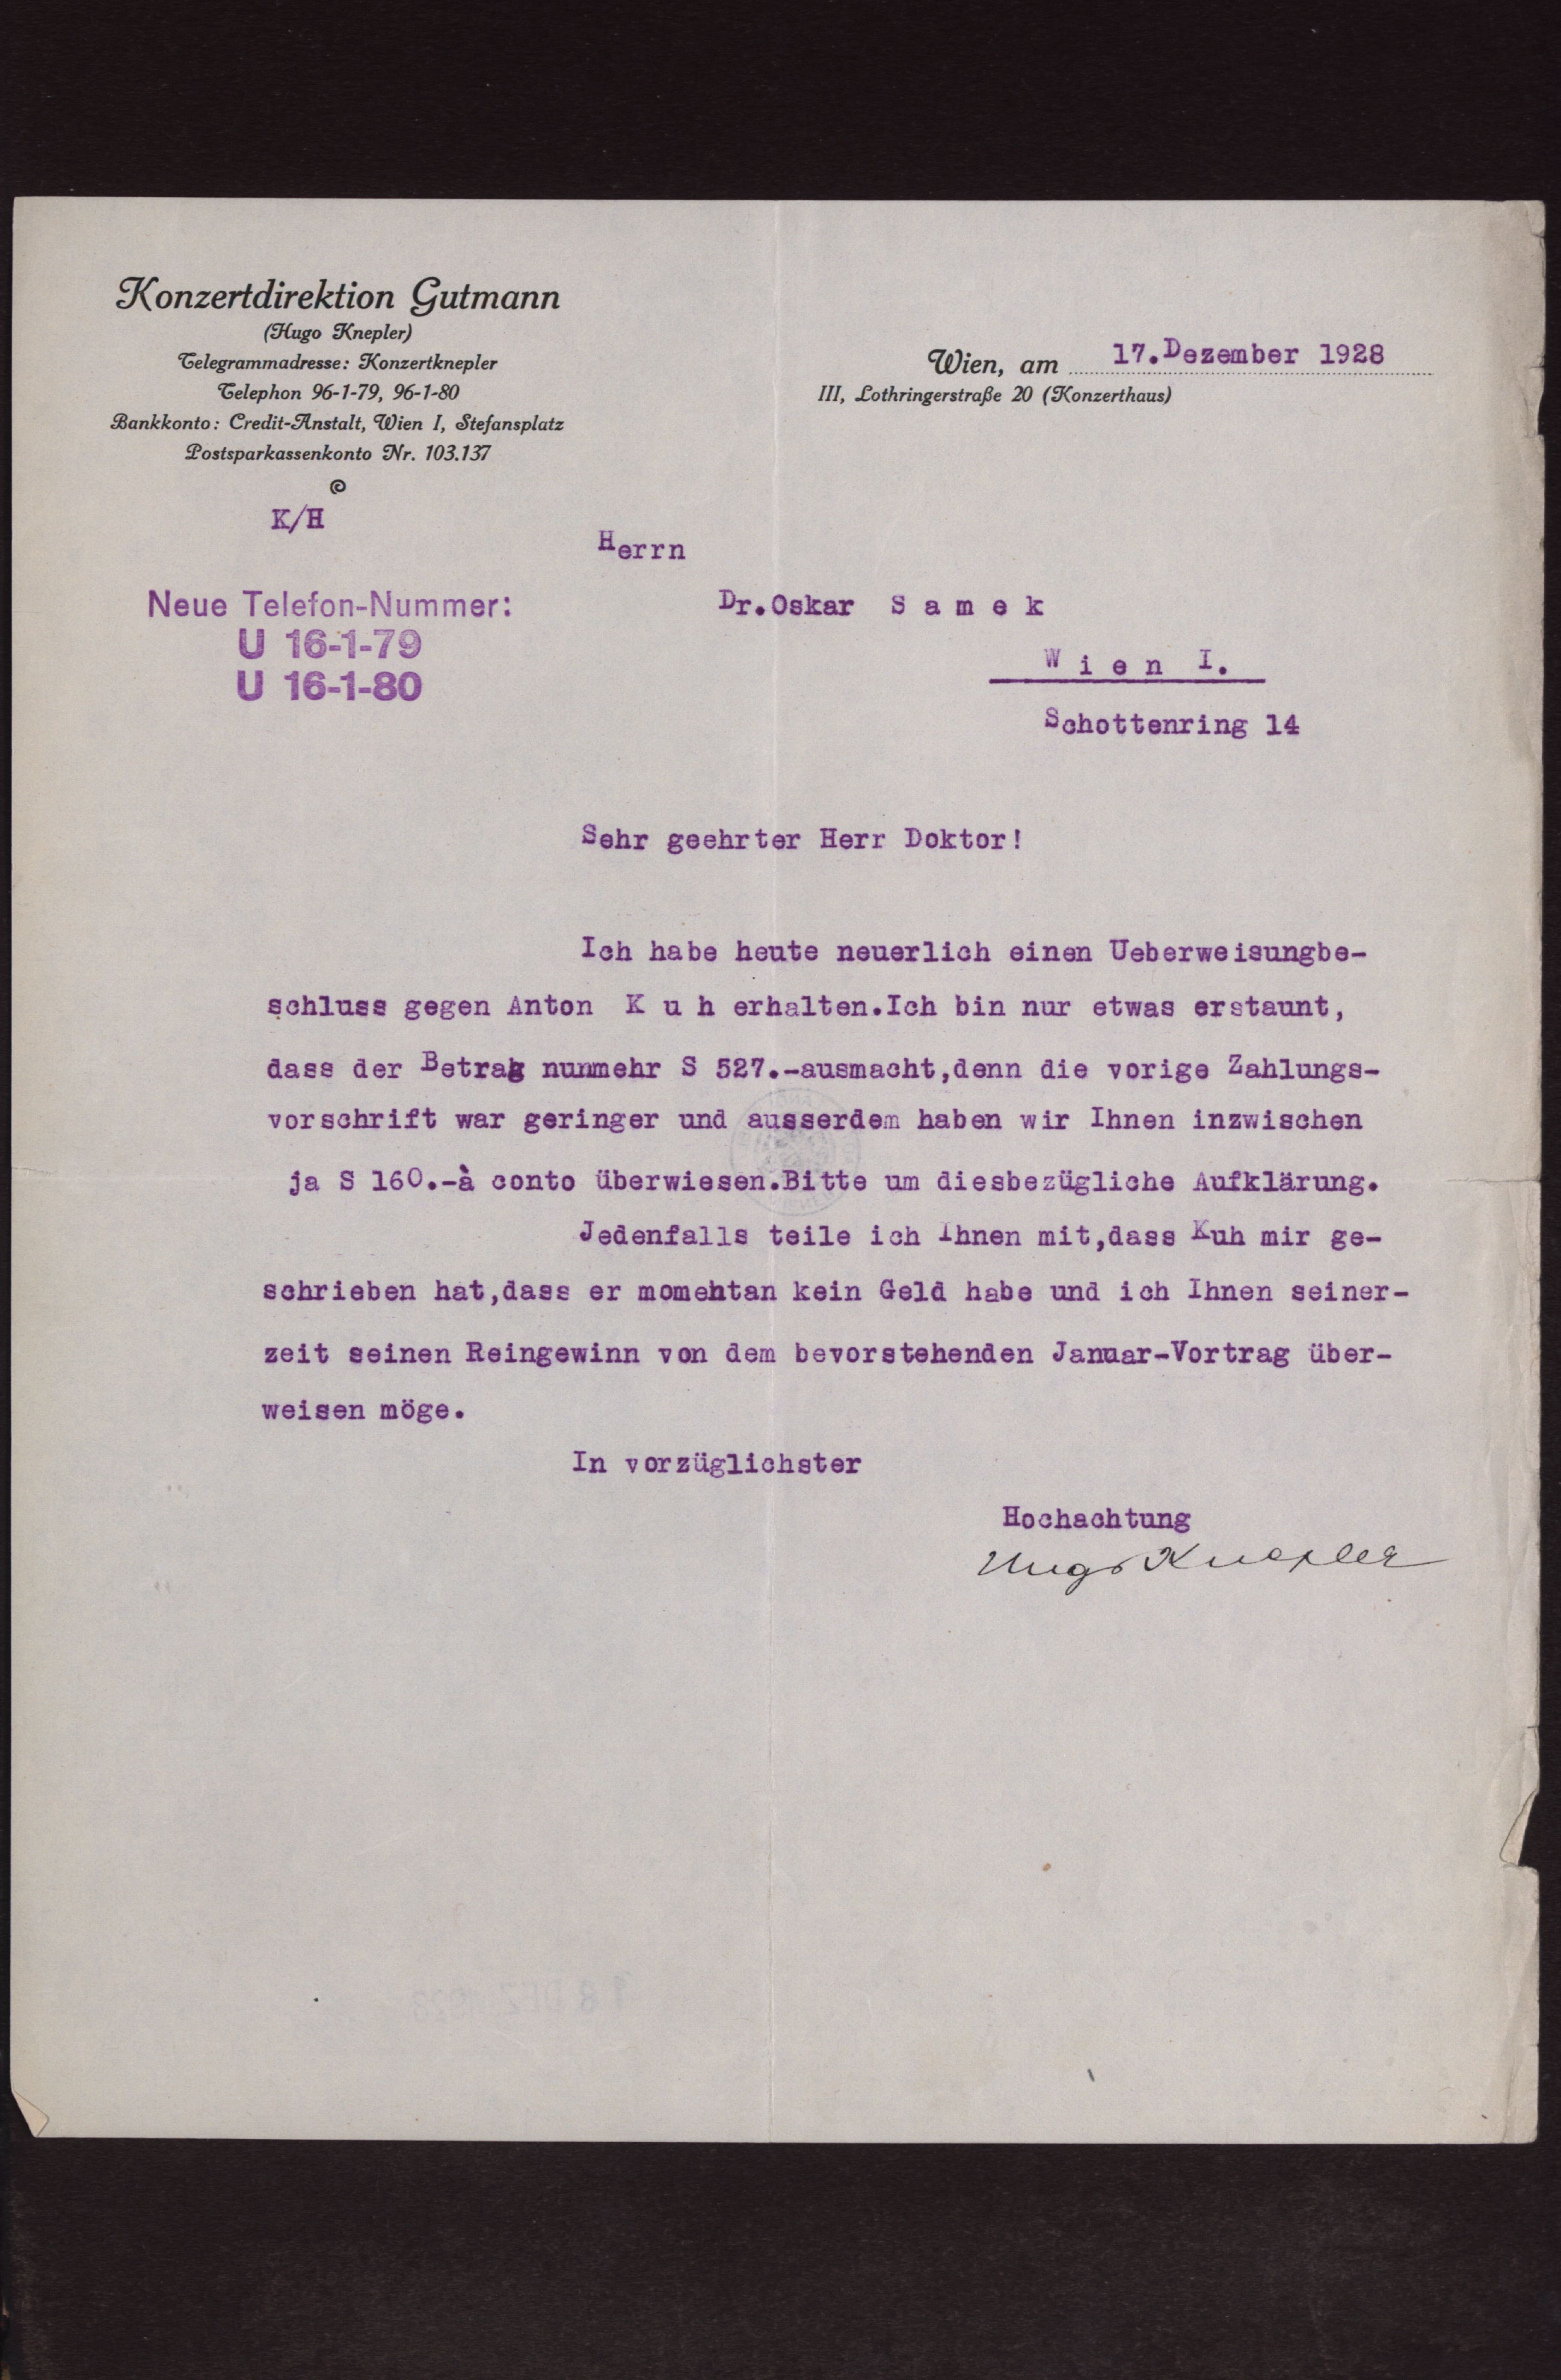 Konzertdirektion Gutmann
(Hugo Knepler)
Telegrammadresse: Konzertknepler
Telephon 96-1-79, 96-1-80
Bankkonto: Credit-Anstalt, Wien I, Stefansplatz
Postsparkassenkonto Nr. 103.137
Wien, am 17.Dezember 1928
III, Lothringerstraße 20 (Konzerthaus)
K/H
Neue Telefon-Nummer:
U 16-1-79
U 16-1-80
Herrn
Dr.Oskar S a m e k
W i e n I.
Schottenring 14
Sehr geehrter Herr Doktor!
Ich habe heute neuerlich einen Ueberweisungbe-
schluss gegen Anton K u h erhalten.Ich bin nur etwas erstaunt,
dass der Betrag nunmehr S 527.-ausmacht,denn die vorige Zahlungs-
vorschrift war geringer und ausserdem haben wir Ihnen inzwischen
ja S 160.-à conto überwiesen.Bitte um diesbezügliche Aufklärung.
Jedenfalls teile ich Ihnen mit,dass Kuh mir ge-
schrieben hat,dass er momentan kein Geld habe und ich Ihnen seiner-
zeit seinen Reingewinn von dem bevorstehenden Januar-Vortrag über-
weisen möge.
In vorzüglichster
Hochachtung
Hugo Knepler